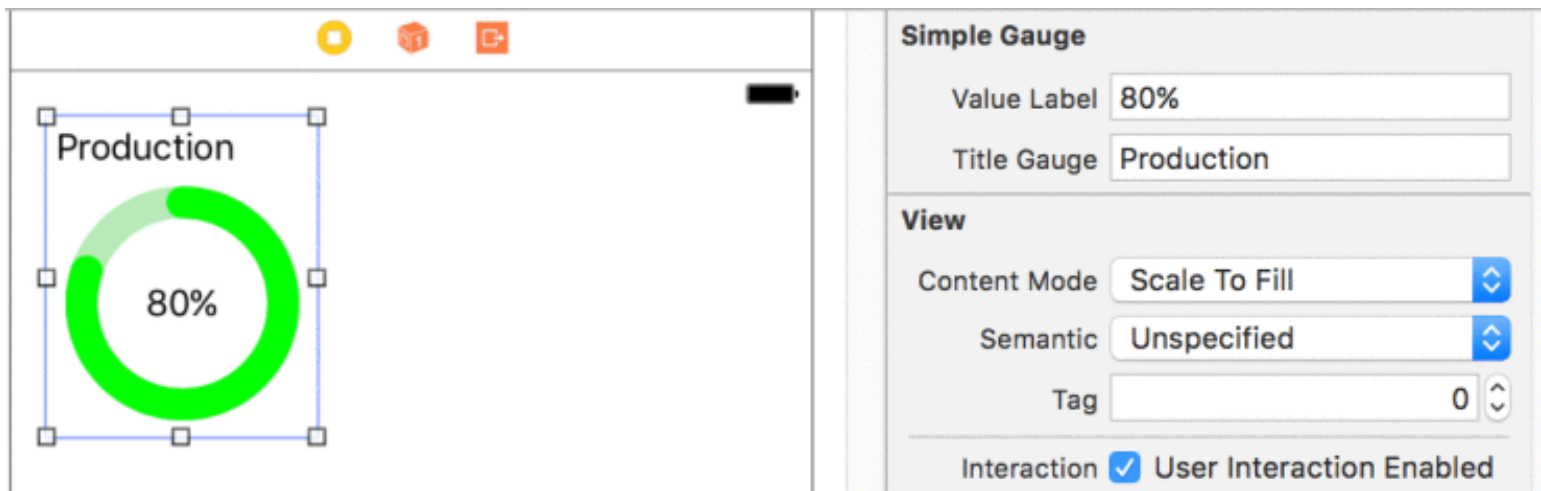 Production
80%
Simple Gauge
Value Label 80%
Title Gauge Production
View
Content Mode Scale To Fill
Semantic Unspecified
Tag 0
Interaction User Interaction Enabled